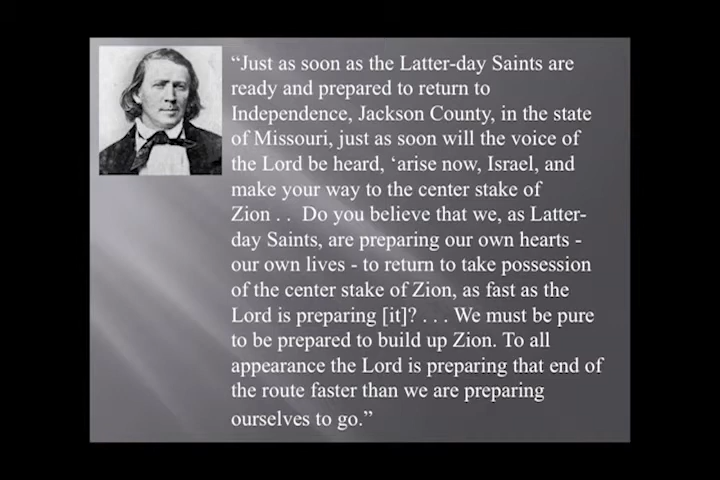 “Just as soon as the Latter-day Saints are
ready and prepared to return to
Independence, Jackson County, in the state
of Missouri, just as soon will the voice of
the Lord be heard, ‘arise now, Israel, and
make your way to the center stake of
Zion . .  Do you believe that we, as Latter-
day Saints, are preparing our own hearts -
our own lives - to return to take possession
of the center stake of Zion, as fast as the
Lord is preparing [it]? . . . We must be pure
to be prepared to build up Zion. To all
appearance the Lord is preparing that end of
the route faster than we are preparing
ourselves to go.”